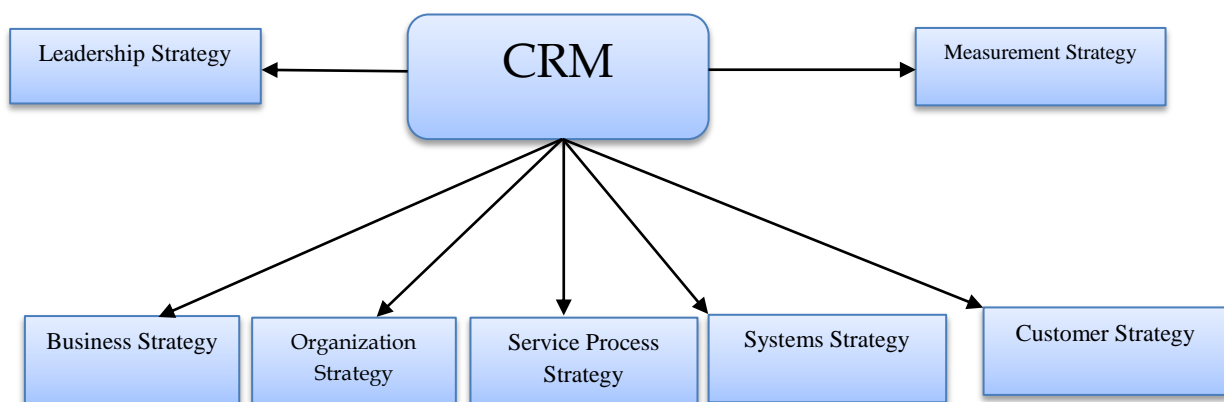 CRM
Leadership Strategy
Measurement Strategy
Business Strategy
Organization
Strategy
Service Process
Strategy
Systems Strategy
Customer Strategy